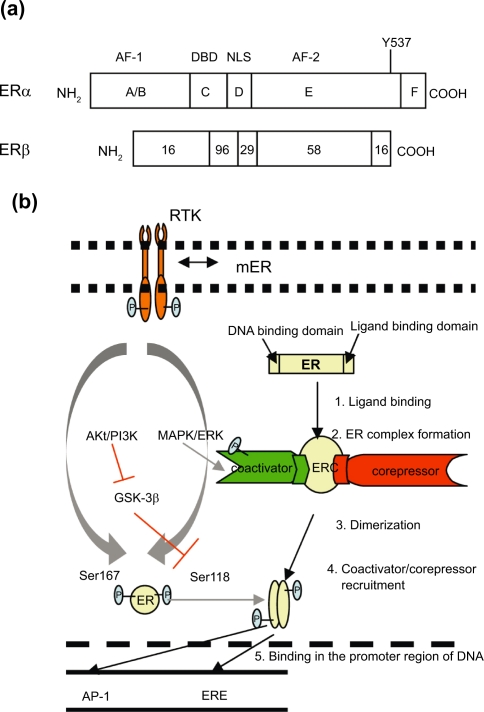 (a)
Y537
AF-1 DBD NLS AF-2
ERα NH2 A/B C D E F COOH
ERβ NH2 16 96 29 58 16 COOH
(b)
RTK
mER
P P
DNA binding domain Ligand binding domain
ER
1. Ligand binding
AKt/PI3K MAPK/ERK P 2. ER complex formation
coactivator ERC corepressor
GSK-3β
3. Dimerization
4. Coactivator/corepressor
recruitment
Ser167 Ser118
P ER P P
P
5. Binding in the promoter region of DNA
AP-1 ERE